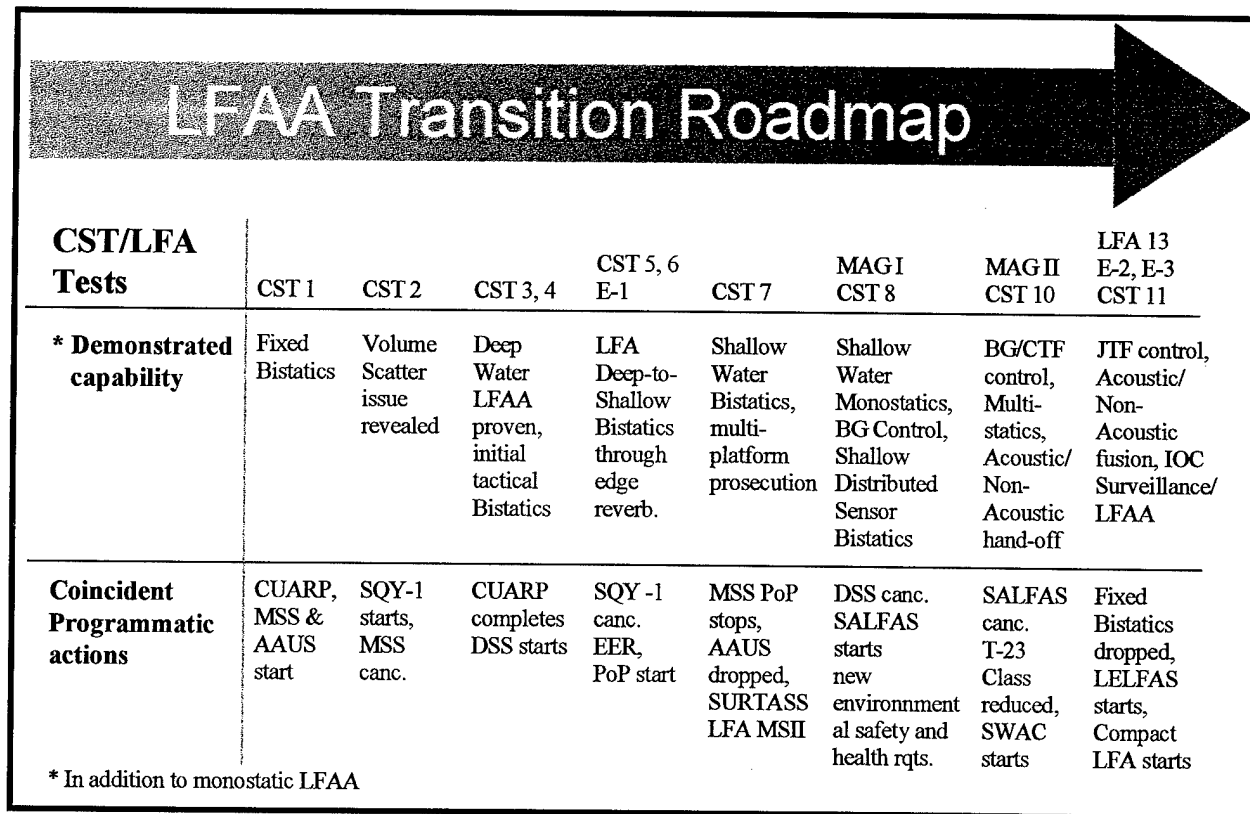 LFAA Transition Roadmap
CST/LFA
Tests
CST 1
CST 2
CST 3, 4
CST 5, 6
E-1
CST 7
MAG I
CST 8
MAG II
CST 10
LFA 13
E-2, E-3
CST 11
* Demonstrated
capability
Fixed
Bistatics
Volume
Scatter
issue
revealed
Deep
Water
LFAA
proven,
initial
tactical
Bistatics
LFA
Deep-to-
Shallow
Bistatics
through
edge
reverb.
Shallow
Water
Bistatics,
multi-
platform
prosecution
Shallow
Water
Monostatics,
BG Control,
Shallow
Distributed
Sensor
Bistatics
BG/CTF
control,
Multi-
statics,
Acoustic/
Non-
Acoustic
hand-off
JTF control,
Acoustic/
Non-
Acoustic
fusion, IOC
Surveillance/
LFAA
Coincident
Programmatic
actions
CUARP,
MSS &
AAUS
start
SQY-1
starts,
MSS
canc.
CUARP
completes
DSS starts
SQY -1
canc.
EER,
PoP start
MSS PoP
stops,
AAUS
dropped,
SURTASS
LFA MSII
DSS canc.
SALFAS
starts
new
environnment
al safety and
health rqts.
SALFAS
canc.
T-23
Class
reduced,
SWAC
starts
Fixed
Bistatics
dropped,
LELFAS
starts,
Compact
LFA starts
* In addition to monostatic LFAA